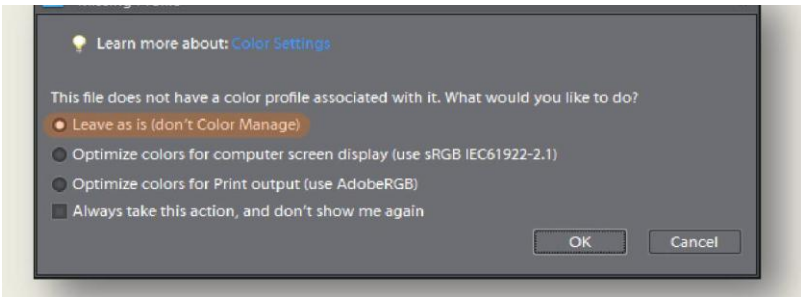 Learn more about: Color Settings
This file does not have a color profile associated with it. What would you like to do?
Leave as is (don't Color Manage)
Optimize colors for computer screen display (use sRGB IEC61922-2.1)
Optimize colors for Print output (use AdobeRGB)
Always take this action, and don't show me again
OK Cancel